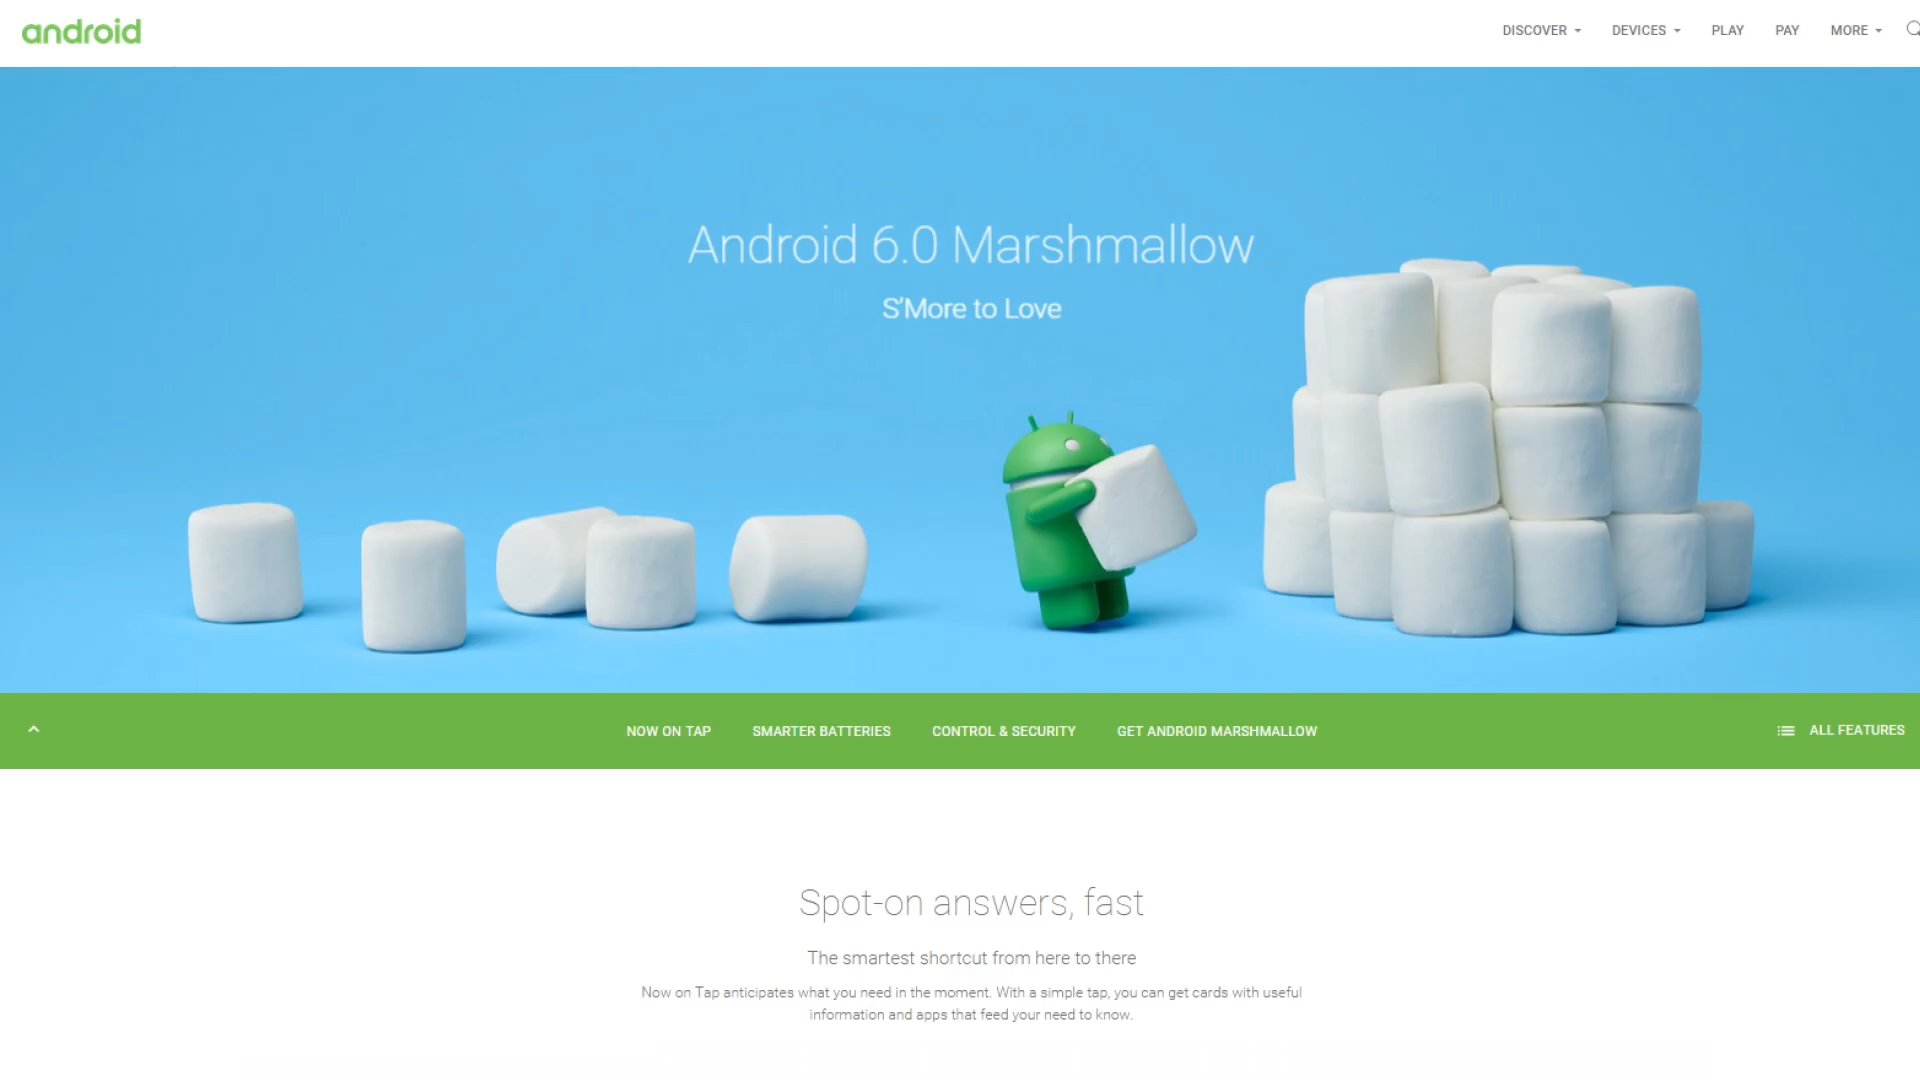 android
DISCOVER
DEVICES
PLAY
PAY
MORE
Android 6.0 Marshmallow
S'More to Love
NOW ON TAP
SMARTER BATTERIES
CONTROL & SECURITY
GET ANDROID MARSHMALLOW
ALL FEATURES
Spot-on answers, fast
The smartest shortcut from here to there
Now on Tap anticipates what you need in the moment. With a simple tap, you can get cards with useful
information and apps that feed your need to know.